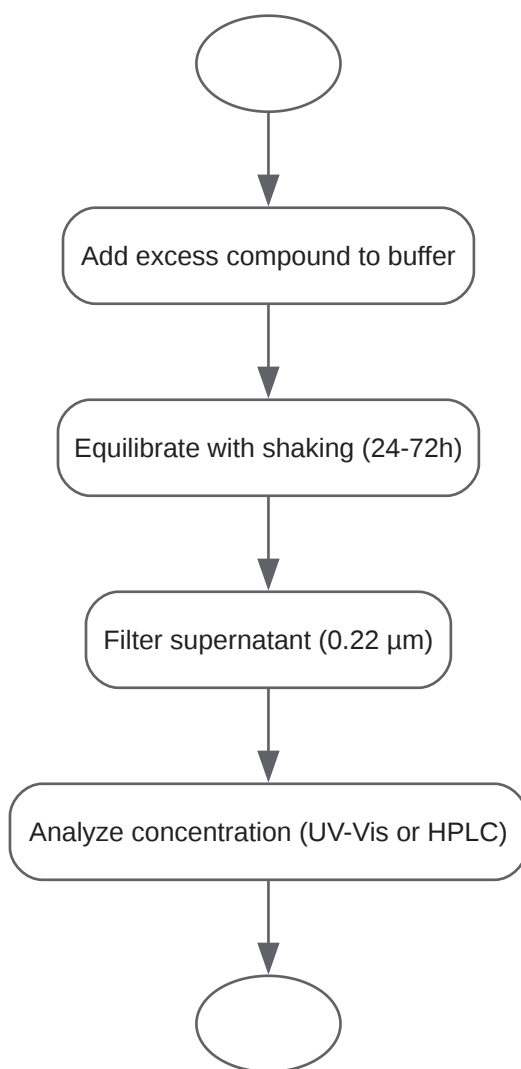 Add excess compound to buffer
Equilibrate with shaking (24-72h)
Filter supernatant (0.22 µm)
Analyze concentration (UV-Vis or HPLC)